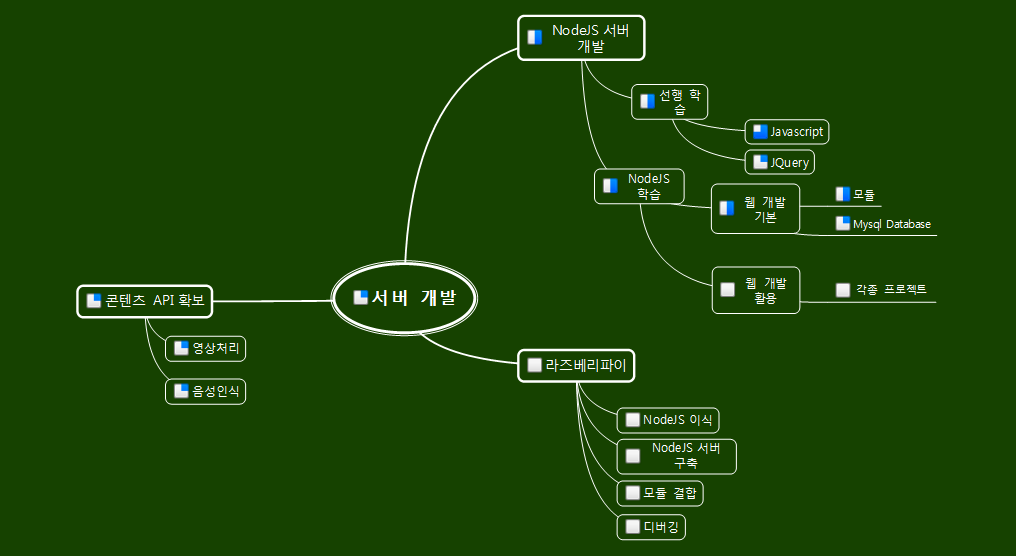 NodeJS 서버
개발
선행 학
습
Javascript
JQuery
NodeJS
학습
웹 개발
기본
모듈
Mysql Database
웹 개발
활용
각종 프로젝트
서버 개발
콘텐츠 API 확보
영상처리
음성인식
라즈베리파이
NodeJS 이식
NodeJS 서버
구축
모듈 결합
디버깅